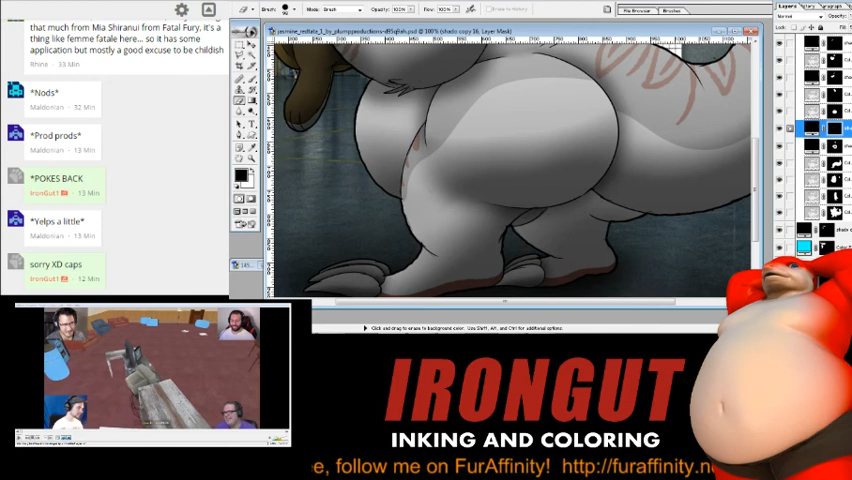 that much from Mia Shiranui from Fatal Fury, it's a
thing like femme fatale here... so it has some
application but mostly a good excuse to be childish
Rhine · 33 Min
*Nods*
Maldonian · 32 Min
*Prod prods*
Maldonian · 13 Min
*POKES BACK
IronGut1 · 13 Min
*Yelps a little*
Maldonian · 13 Min
sorry XD caps
IronGut1 · 12 Min
Brush:
Mode:
Opacity: 100%
Flow: 100%
File Browser
Brushes
Layers
Click and drag to erase to background color. Use Shift, Alt, and Ctrl for additional options.
IRONGUT
INKING AND COLORING
e, follow me on FurAffinity! http://furaffinity.n